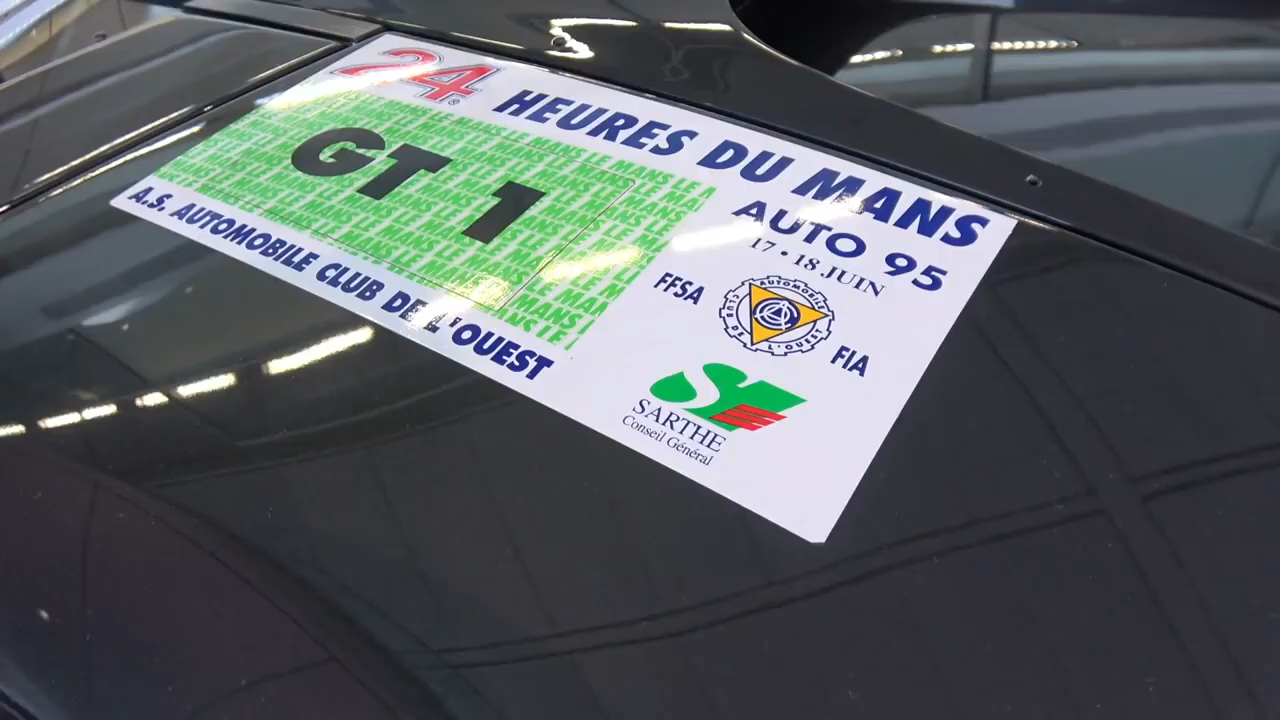 24® HEURES DU MANS
AUTO 95
17 • 18 JUIN
GT 1
FFSA
AUTOMOBILE
CLUB DE L'OUEST
FIA
A.S. AUTOMOBILE CLUB DE L'OUEST
SARTHE
Conseil Général